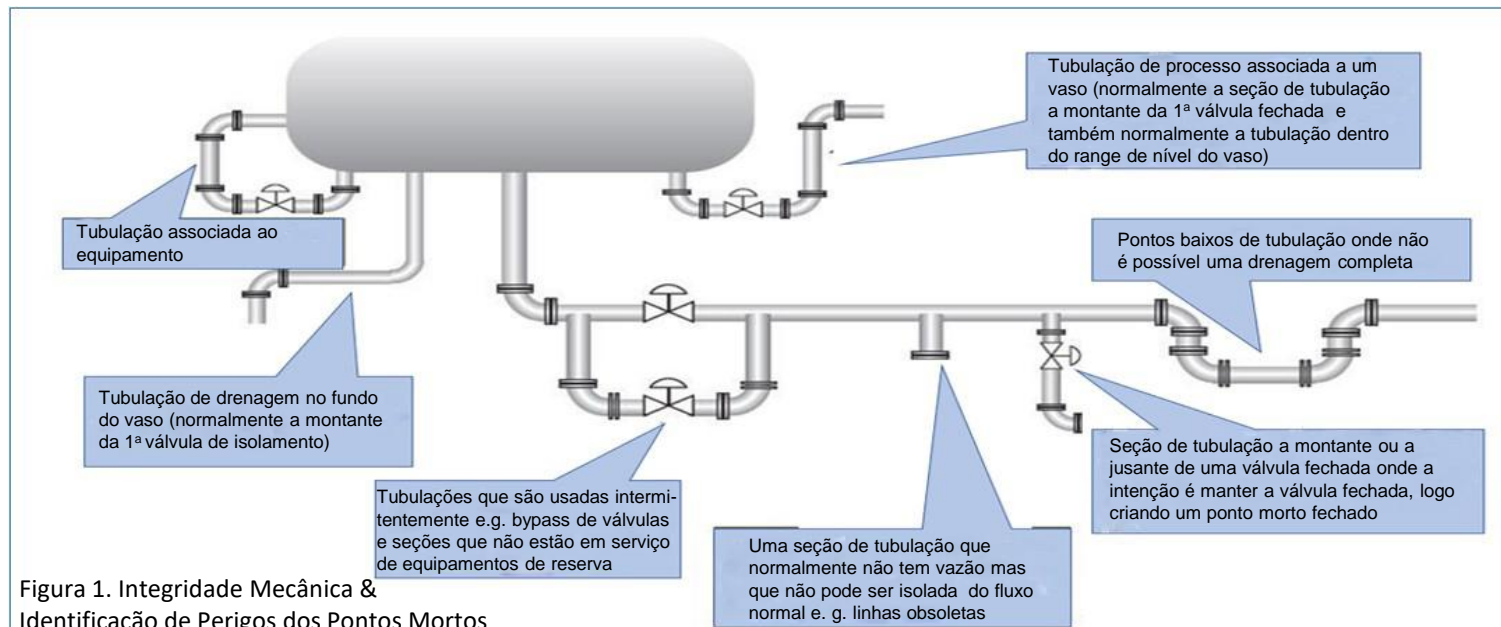 Tubulação de processo associada a um
vaso (normalmente a seção de tubulação
a montante da 1ª válvula fechada e
também normalmente a tubulação dentro
do range de nível do vaso)
Tubulação associada ao
equipamento
Pontos baixos de tubulação onde não
é possível uma drenagem completa
Tubulação de drenagem no fundo
do vaso (normalmente a montante
da 1ª válvula de isolamento)
Tubulações que são usadas intermi-
tentemente e.g. bypass de válvulas
e seções que não estão em serviço
de equipamentos de reserva
Uma seção de tubulação que
normalmente não tem vazão mas
que não pode ser isolada do fluxo
normal e. g. linhas obsoletas
Seção de tubulação a montante ou a
jusante de uma válvula fechada onde a
intenção é manter a válvula fechada, logo
criando um ponto morto fechado
Figura 1. Integridade Mecânica &
Identificação de Perigos dos Pontos Mortos